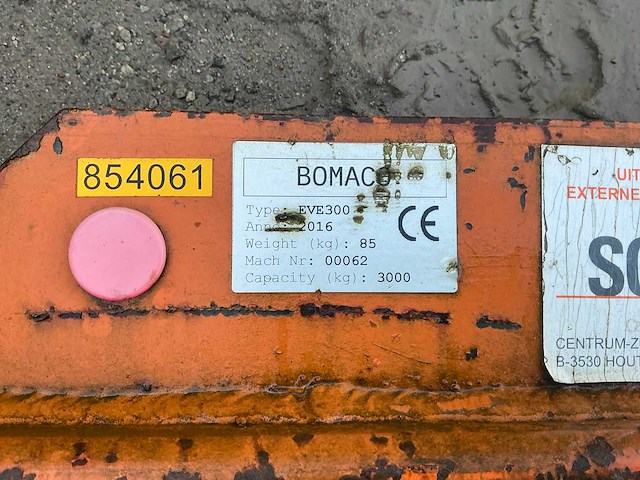 854061
BOMACO
Type: EVE300
Anno: 2016
Weight (kg): 85
Mach Nr: 00062
Capacity (kg): 3000
CE
UIT
EXTERNE
CENTRUM-Z
B-3530 HOUT